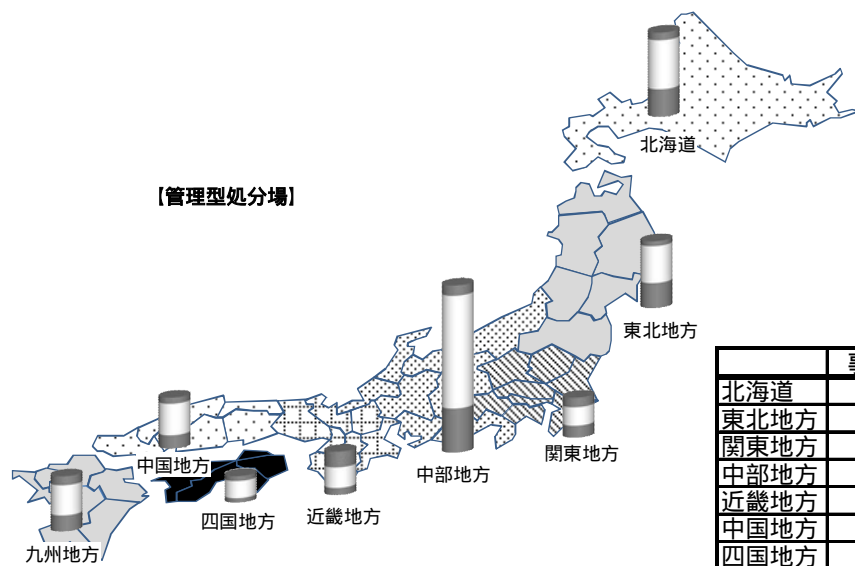 北海道
【管理型処分場】
東北地方
中国地方
関東地方
中部地方
四国地方
近畿地方
九州地方
北海道
東北地方
関東地方
中部地方
近畿地方
中国地方
四国地方